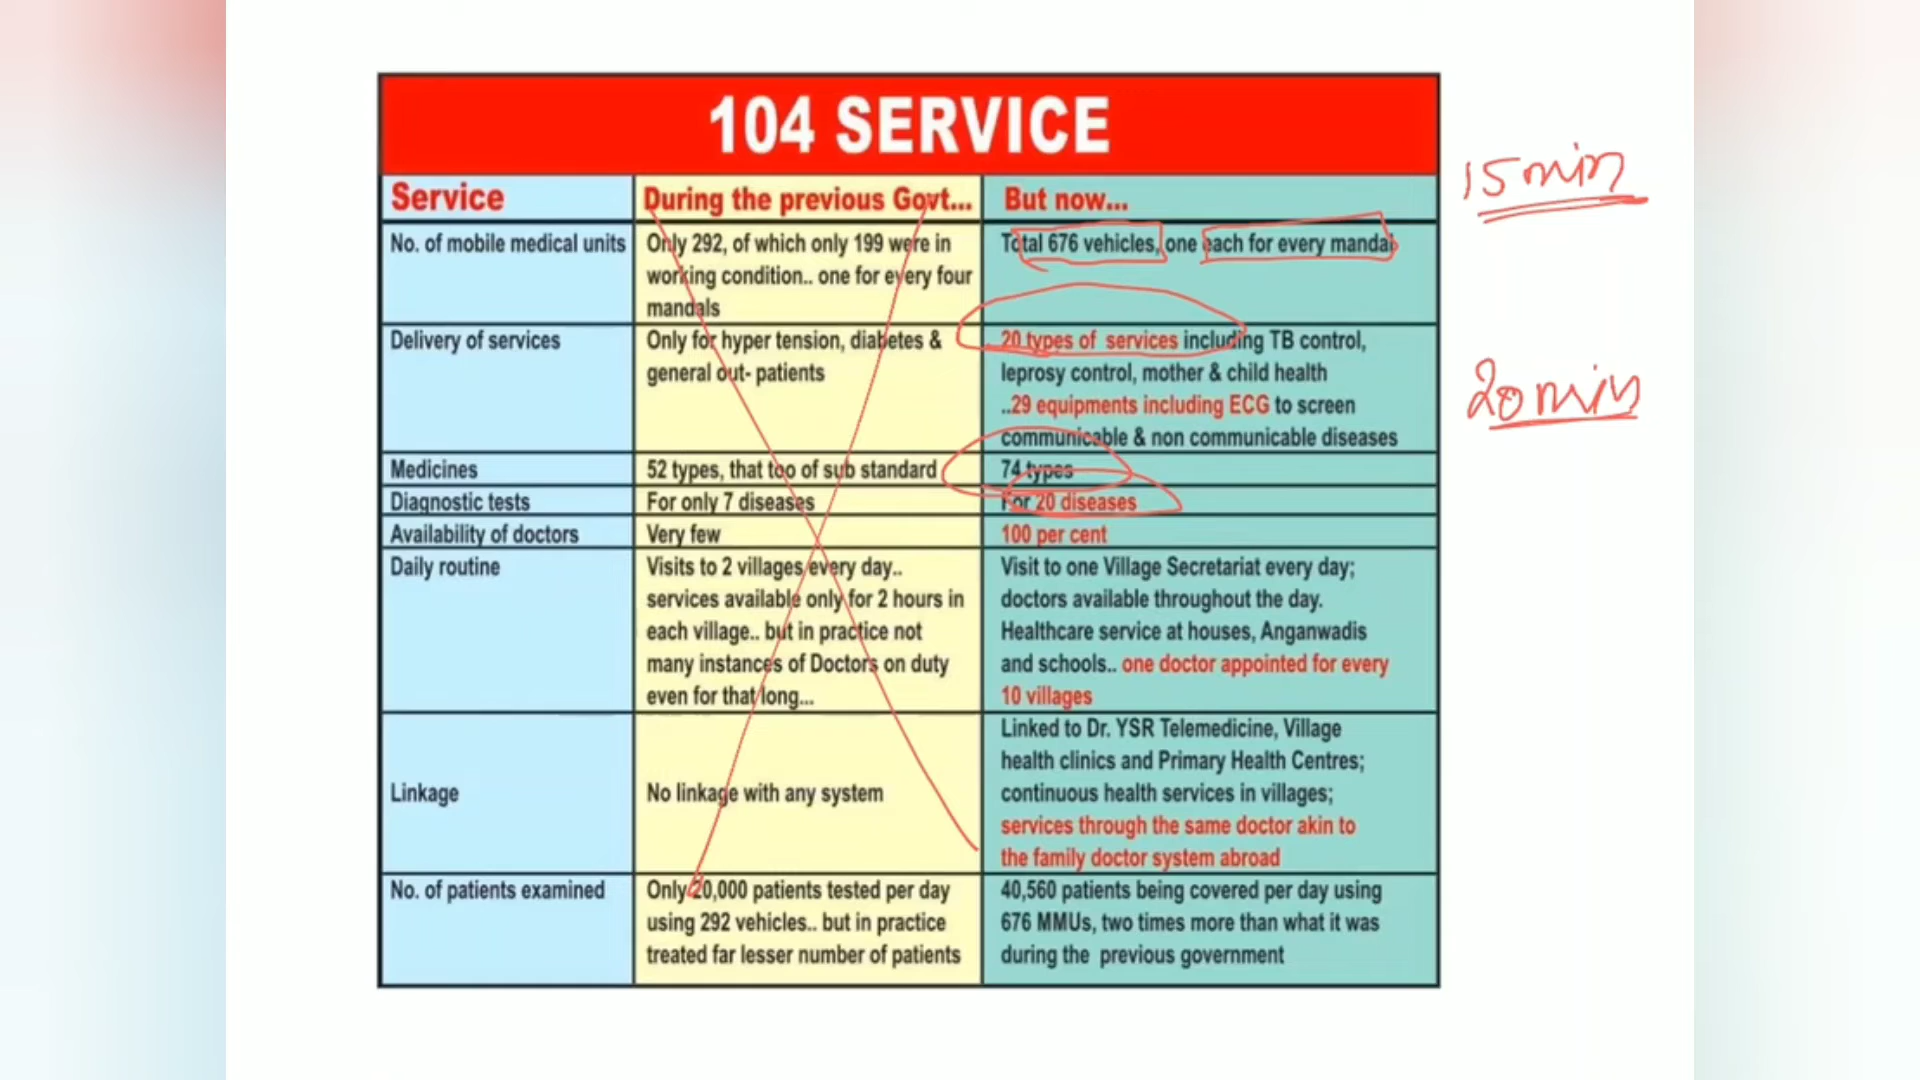 104 SERVICE
Service
During the previous Govt...
But now...
No. of mobile medical units
Only 292, of which only 199 were in
working condition.. one for every four
mandals
Total 676 vehicles, one each for every mandal
Delivery of services
Only for hyper tension, diabetes &
general out- patients
20 types of services including TB control,
leprosy control, mother & child health
..29 equipments including ECG to screen
communicable & non communicable diseases
Medicines
52 types, that too of sub standard
74 types
Diagnostic tests
For only 7 diseases
For 20 diseases
Availability of doctors
Very few
100 per cent
Daily routine
Visits to 2 villages every day..
services available only for 2 hours in
each village.. but in practice not
many instances of Doctors on duty
even for that long...
Visit to one Village Secretariat every day;
doctors available throughout the day.
Healthcare service at houses, Anganwadis
and schools.. one doctor appointed for every
10 villages
Linkage
No linkage with any system
Linked to Dr. YSR Telemedicine, Village
health clinics and Primary Health Centres;
continuous health services in villages;
services through the same doctor akin to
the family doctor system abroad
No. of patients examined
Only 20,000 patients tested per day
using 292 vehicles.. but in practice
treated far lesser number of patients
40,560 patients being covered per day using
676 MMUs, two times more than what it was
during the previous government
15 min
20 min